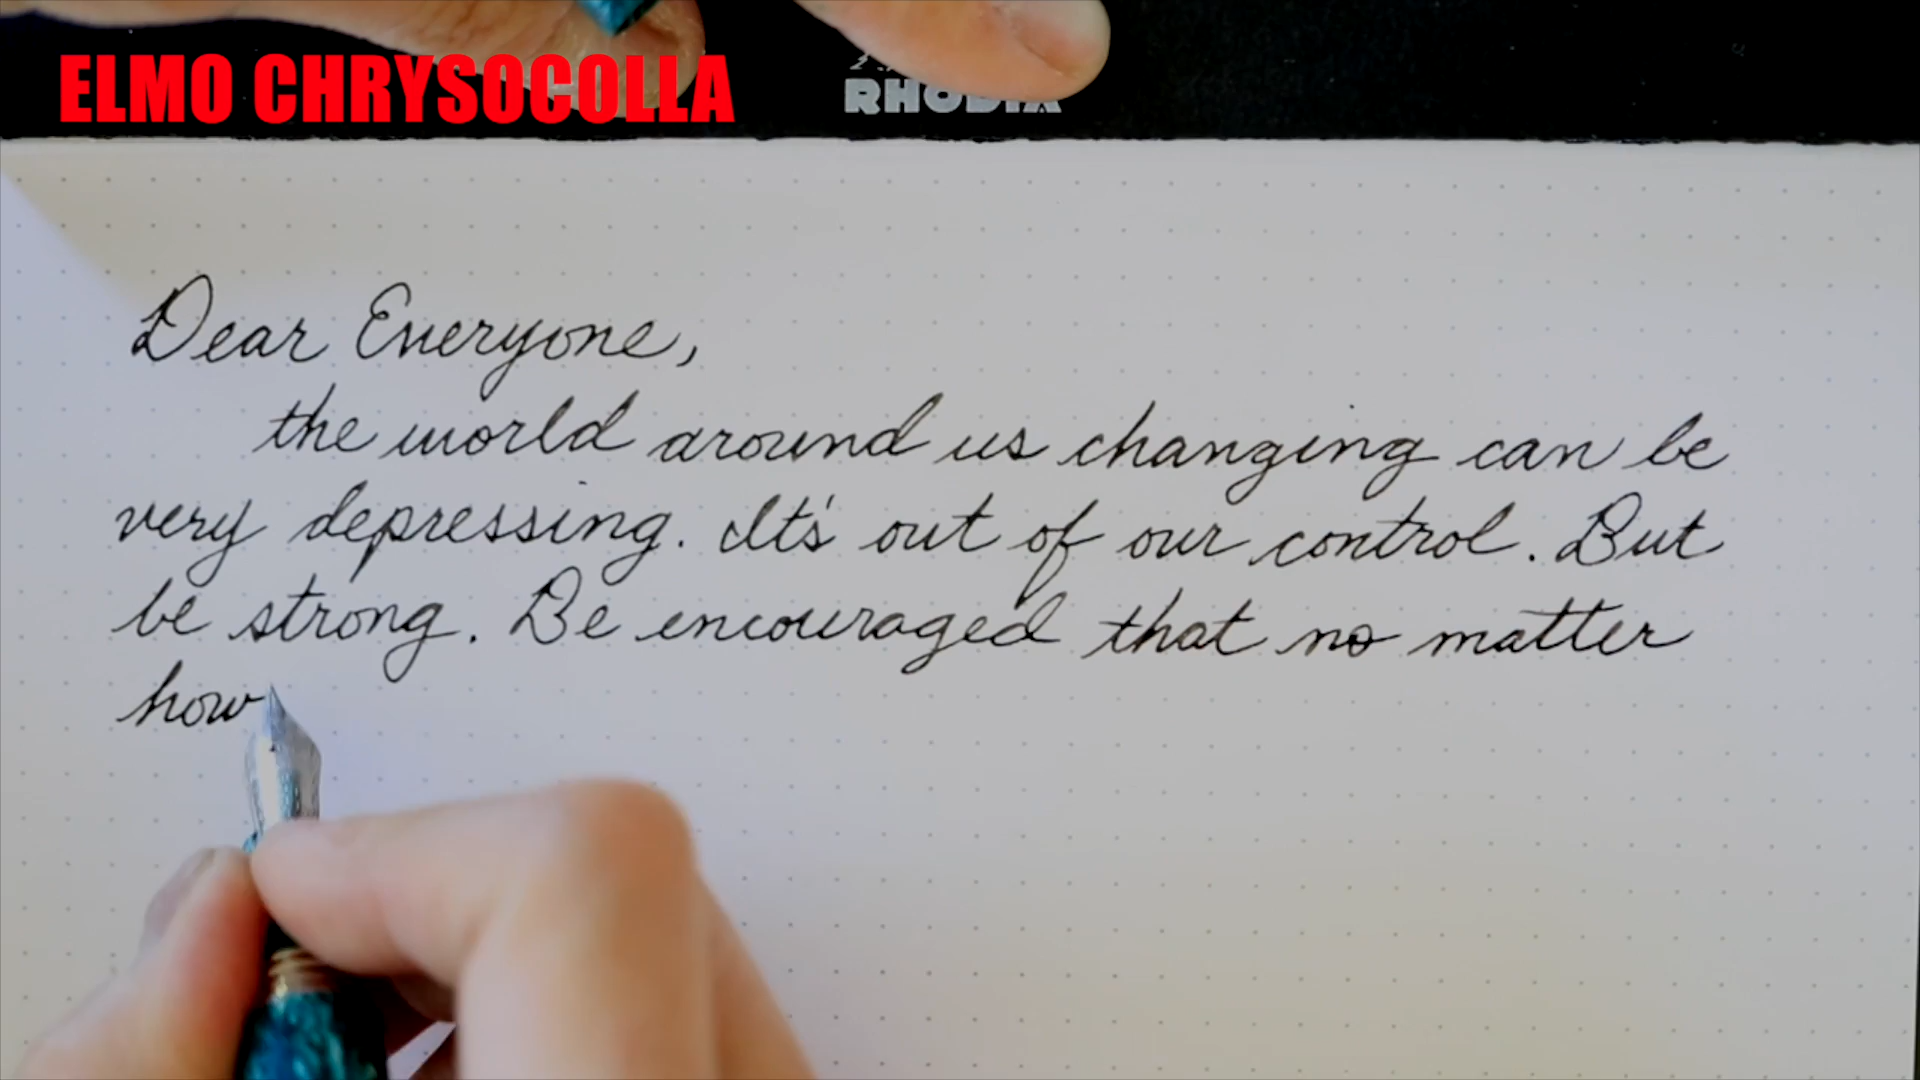 ELMO CHRYSOCOLLA
RHODIA
Dear Everyone,
the world around us changing can be
very depressing. It's out of our control. But
be strong. Be encouraged that no matter
how